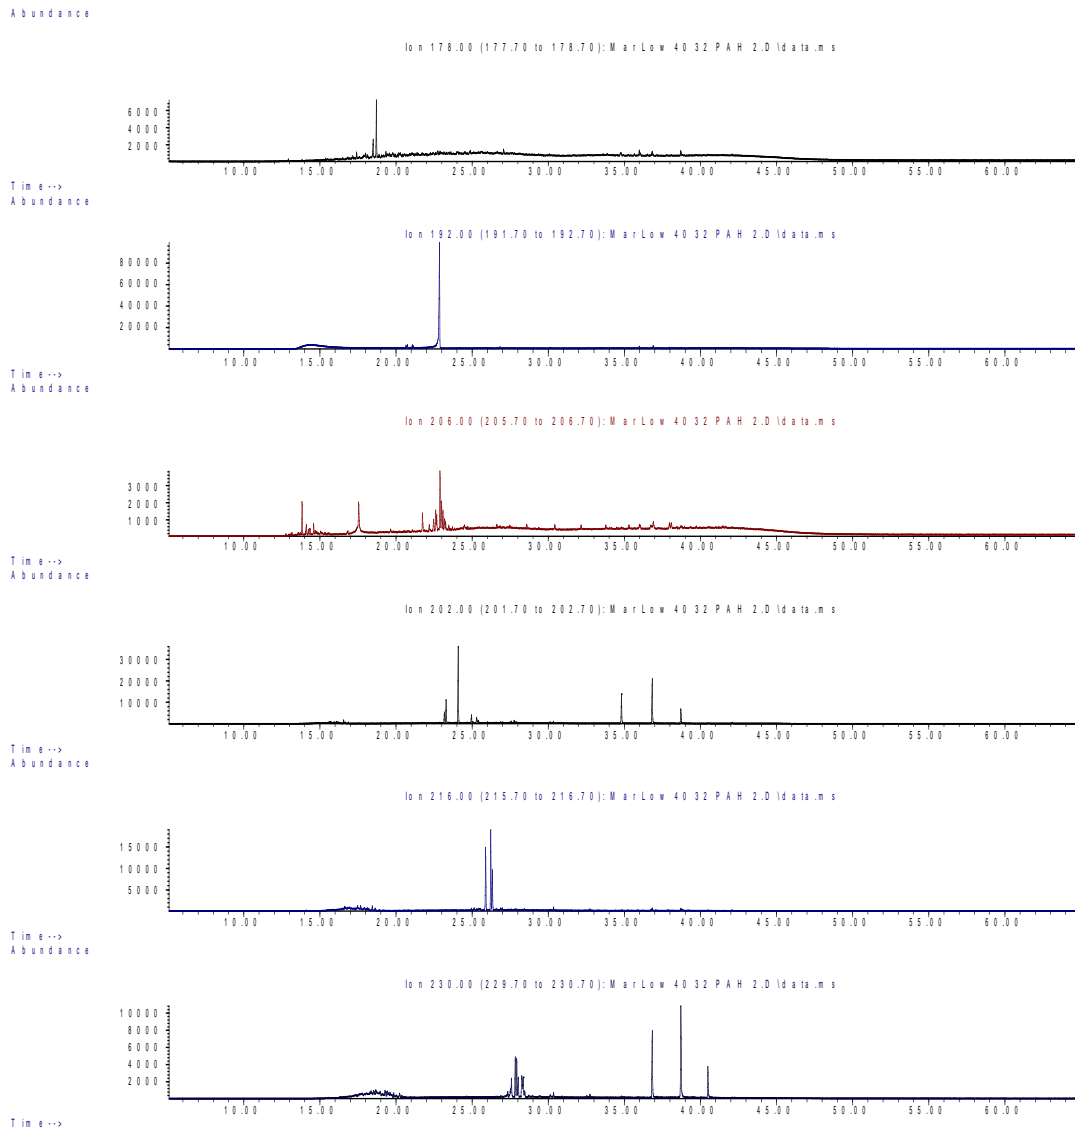 Abundance
Ion 178.00 (177.70 to 178.70): MarLow 4032 PAH 2.D\data.ms
6000
4000
2000
10.00 15.00 20.00 25.00 30.00 35.00 40.00 45.00 50.00 55.00 60.00
Time-->
Abundance
Ion 192.00 (191.70 to 192.70): MarLow 4032 PAH 2.D\data.ms
80000
60000
40000
20000
10.00 15.00 20.00 25.00 30.00 35.00 40.00 45.00 50.00 55.00 60.00
Time-->
Abundance
Ion 206.00 (205.70 to 206.70): MarLow 4032 PAH 2.D\data.ms
3000
2000
1000
10.00 15.00 20.00 25.00 30.00 35.00 40.00 45.00 50.00 55.00 60.00
Time-->
Abundance
Ion 202.00 (201.70 to 202.70): MarLow 4032 PAH 2.D\data.ms
30000
20000
10000
10.00 15.00 20.00 25.00 30.00 35.00 40.00 45.00 50.00 55.00 60.00
Time-->
Abundance
Ion 216.00 (215.70 to 216.70): MarLow 4032 PAH 2.D\data.ms
15000
10000
5000
10.00 15.00 20.00 25.00 30.00 35.00 40.00 45.00 50.00 55.00 60.00
Time-->
Abundance
Ion 230.00 (229.70 to 230.70): MarLow 4032 PAH 2.D\data.ms
10000
8000
6000
4000
2000
10.00 15.00 20.00 25.00 30.00 35.00 40.00 45.00 50.00 55.00 60.00
Time-->